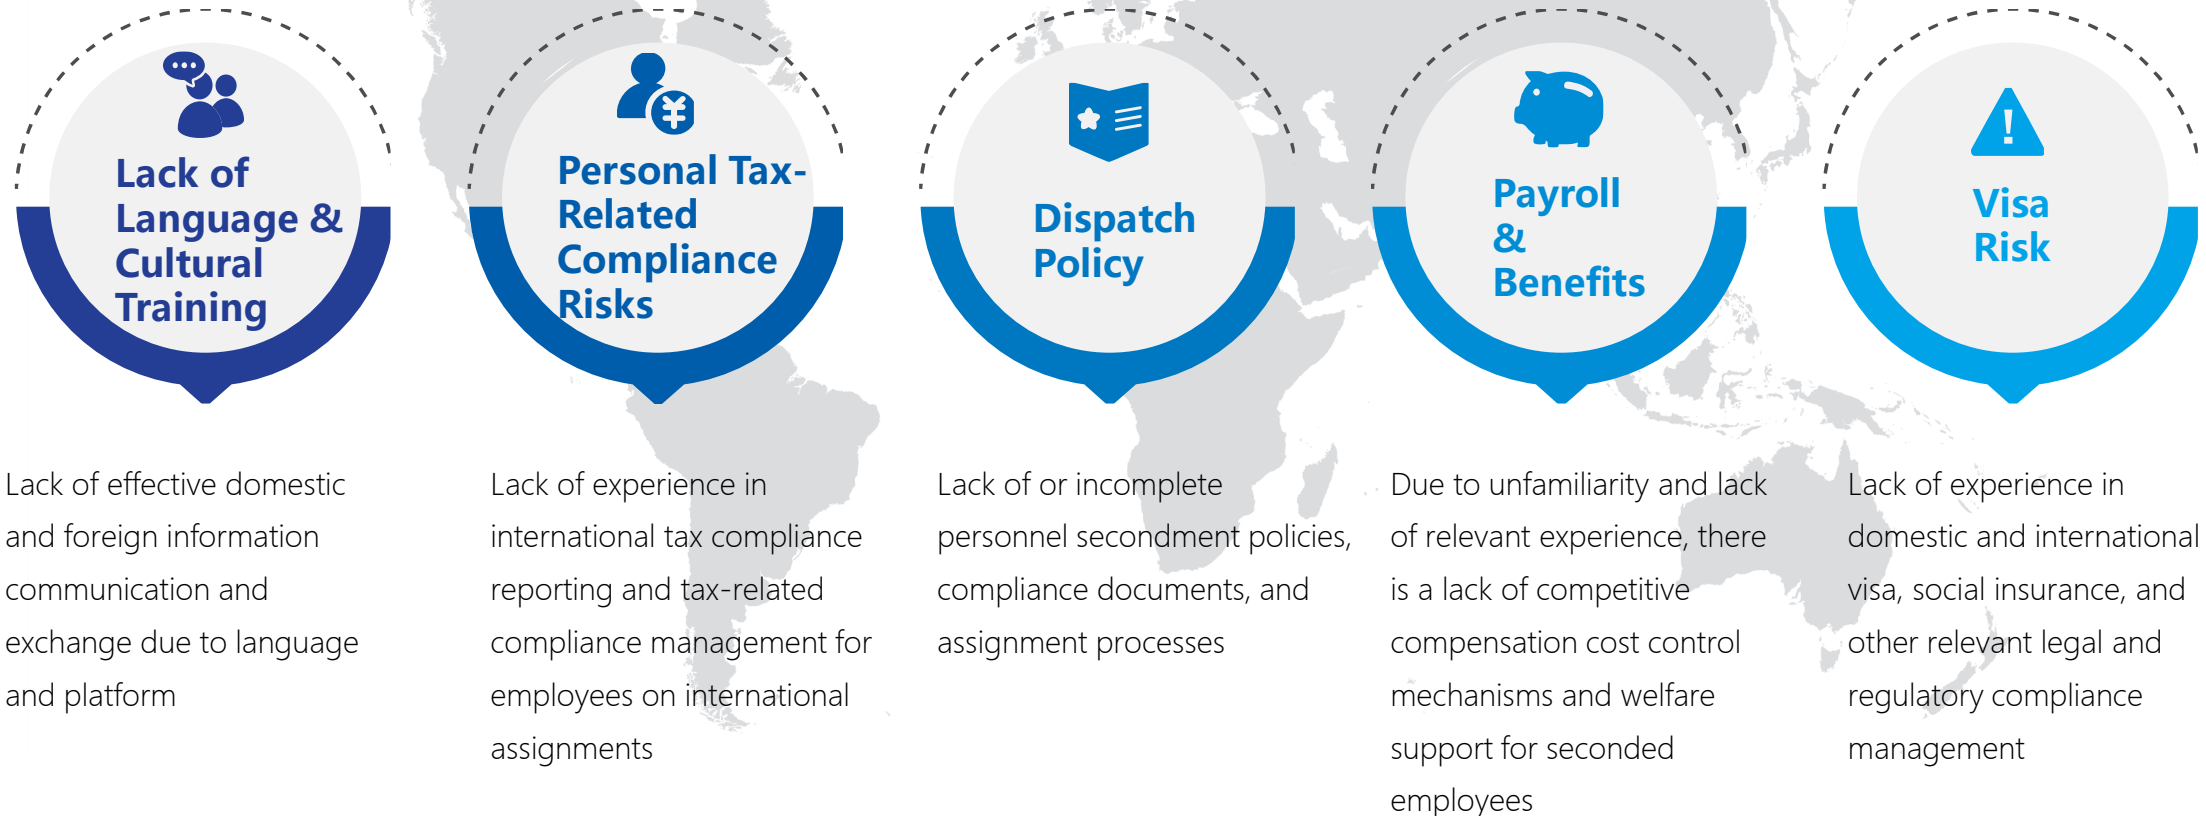 Lack of
Language &
Cultural
Training
Lack of effective domestic
and foreign information
communication and
exchange due to language
and platform
Personal Tax-
Related
Compliance
Risks
Lack of experience in
international tax compliance
reporting and tax-related
compliance management for
employees on international
assignments
Dispatch
Policy
Lack of or incomplete
personnel secondment policies,
compliance documents, and
assignment processes
Payroll
&
Benefits
Due to unfamiliarity and lack
of relevant experience, there
is a lack of competitive
compensation cost control
mechanisms and welfare
support for seconded
employees
Visa
Risk
Lack of experience in
domestic and international
visa, social insurance, and
other relevant legal and
regulatory compliance
management